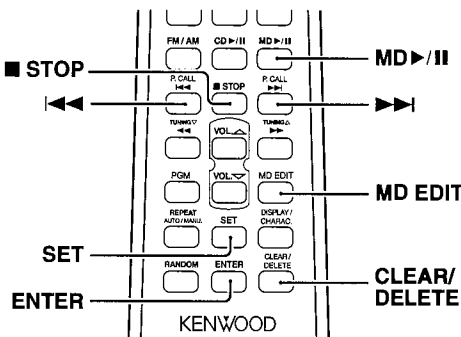 FM / AM CD ►/II MD ►/II
MD ►/II
■ STOP
P. CALL ■ STOP P. CALL
|◄◄ ►►|
|◄◄
►►|
TUNING ▽ VOL. △ TUNING △
◄◄ ►►
PGM VOL. ▽ MD EDIT
MD EDIT
REPEAT SET DISPLAY /
AUTO / MANU. CHARAC.
SET
RANDOM ENTER CLEAR/
DELETE
CLEAR/
DELETE
ENTER
KENWOOD